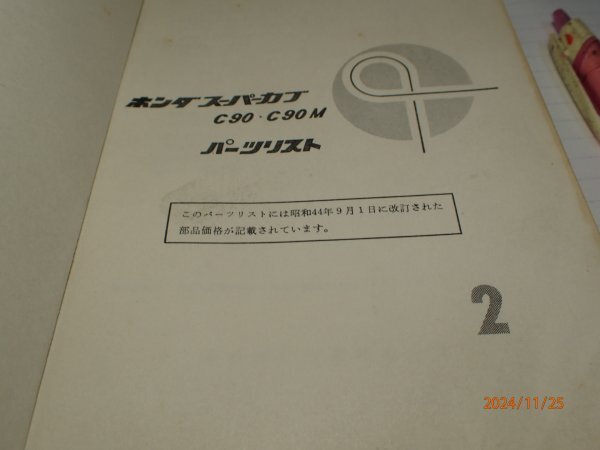 ホンダスーパーカブ
C90・C90M
パーツリスト
このパーツリストには昭和44年9月1日に改訂された
部品価格が記載されています。
2
2024/11/25